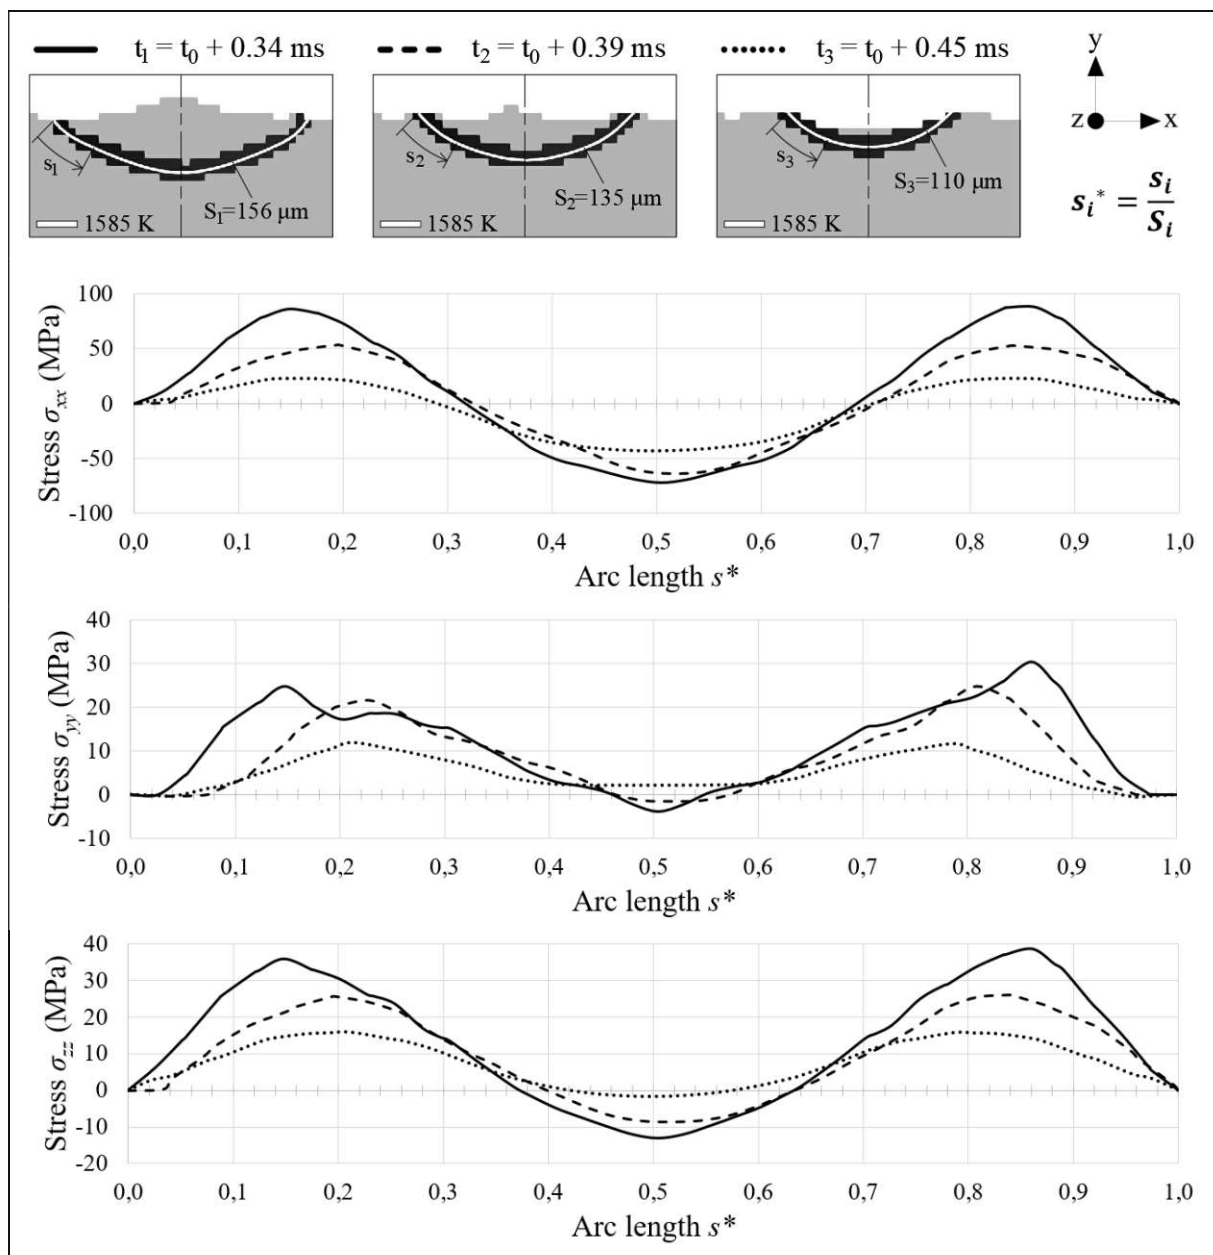 t₁ = t₀ + 0.34 ms
t₂ = t₀ + 0.39 ms
t₃ = t₀ + 0.45 ms
y
z
x
s₁
S₁=156 μm
1585 K
s₂
S₂=135 μm
1585 K
s₃
S₃=110 μm
1585 K
sᵢ* = sᵢ/Sᵢ
Stress σxx (MPa)
100
50
0
-50
-100
0,0 0,1 0,2 0,3 0,4 0,5 0,6 0,7 0,8 0,9 1,0
Arc length s*
Stress σyy (MPa)
40
30
20
10
0
-10
0,0 0,1 0,2 0,3 0,4 0,5 0,6 0,7 0,8 0,9 1,0
Arc length s*
Stress σzz (MPa)
40
30
20
10
0
-10
-20
0,0 0,1 0,2 0,3 0,4 0,5 0,6 0,7 0,8 0,9 1,0
Arc length s*